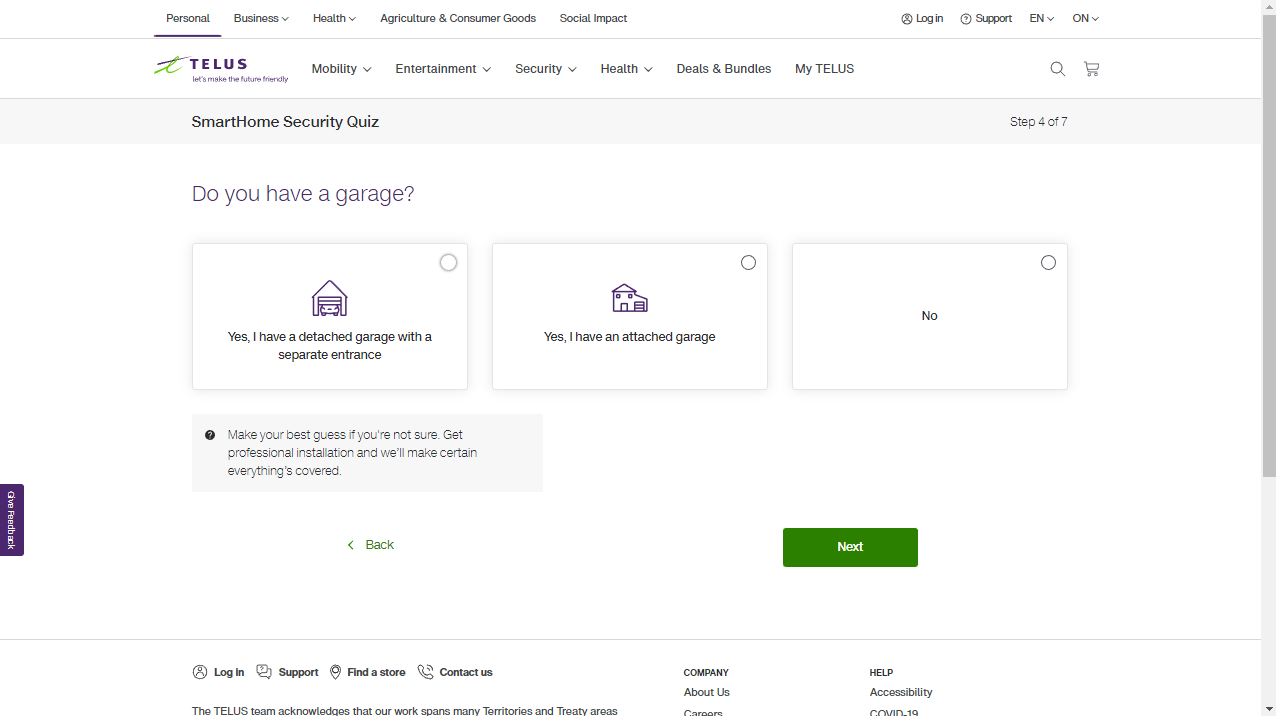 Personal Business Health Agriculture & Consumer Goods Social Impact Log in Support EN ON
TELUS
let's make the future friendly
Mobility Entertainment Security Health Deals & Bundles My TELUS
SmartHome Security Quiz Step 4 of 7
Do you have a garage?
Yes, I have a detached garage with a
separate entrance
Yes, I have an attached garage
No
Make your best guess if you're not sure. Get
professional installation and we'll make certain
everything's covered.
Give Feedback
Back
Next
Log in Support Find a store Contact us
The TELUS team acknowledges that our work spans many Territories and Treaty areas
COMPANY
About Us
Careers
HELP
Accessibility
COVID-19